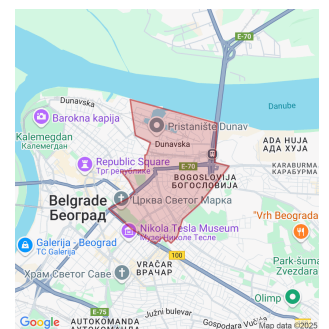 E-70
Dunavska
Barokna kapija
Pristanište Dunav
Danube
Kalemegdan
Калемегдан
Dunavska
ADA HUJA
АДА ХУЈА
Republic Square
Трг републике
E-70
KARABURMA
КАРАБУРМА
BOGOSLOVIJA
БОГОСЛОВИЈА
Belgrade
Београд
Црква Светог Марка
"Vrh Beograda
Nikola Tesla Museum
Музеј Николе Тесле
Galerija - Beograd
TC Galerija
100
VRAČAR
ВРАЧАР
Park-šuma
Zvezdara
Храм Светог Саве
Olimp
E-75
Južni bulevar
AUTOKOMANDA
Gospodara Vučića
Google
Map data ©2025